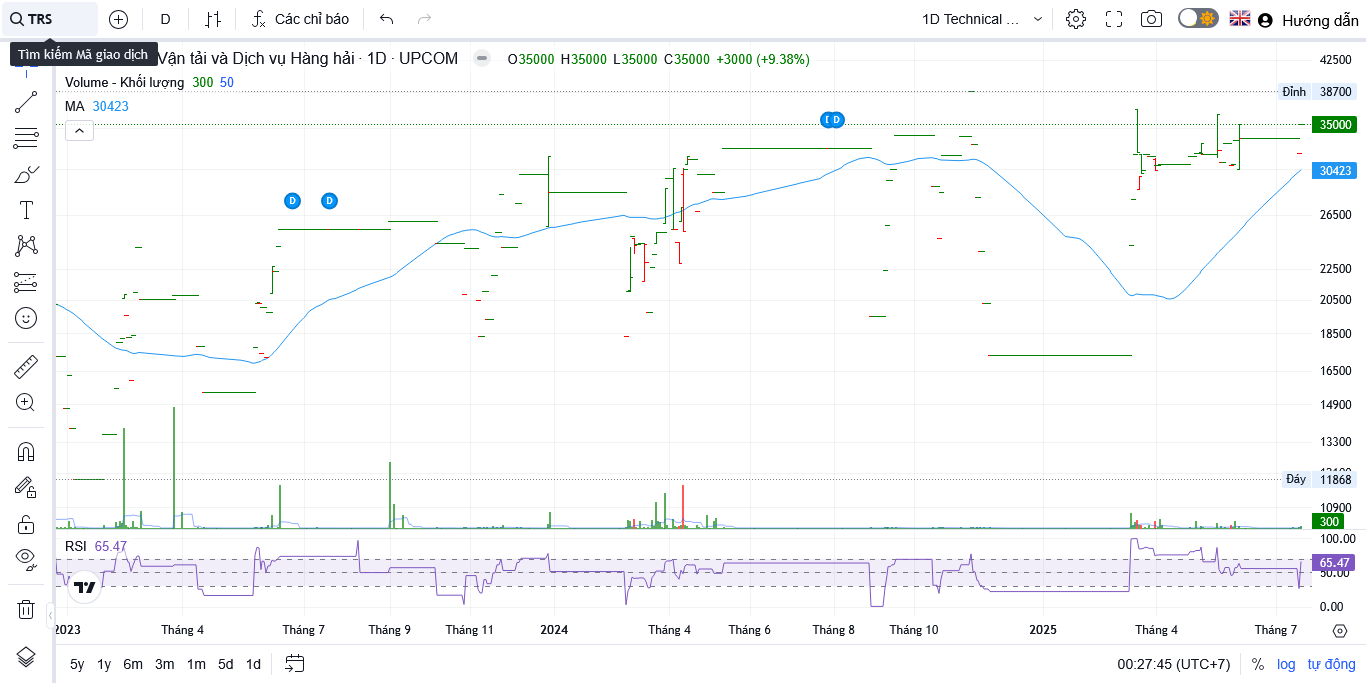 TRS
D
Các chỉ báo
1D Technical ...
Hướng dẫn
Tìm kiếm Mã giao dịch
Vận tải và Dịch vụ Hàng hải · 1D · UPCOM
O35000 H35000 L35000 C35000 +3000 (+9.38%)
Volume - Khối lượng 300 50
MA 30423
42500
Đỉnh 38700
35000
30423
26500
22500
20500
18500
16500
14900
13300
Đáy 11868
10900
300
D
D
D
D
RSI 65.47
100.00
65.47
50.00
0.00
2023
Tháng 4
Tháng 7
Tháng 9
Tháng 11
2024
Tháng 4
Tháng 6
Tháng 8
Tháng 10
2025
Tháng 4
Tháng 7
5y 1y 6m 3m 1m 5d 1d
00:27:45 (UTC+7)
% log tự động